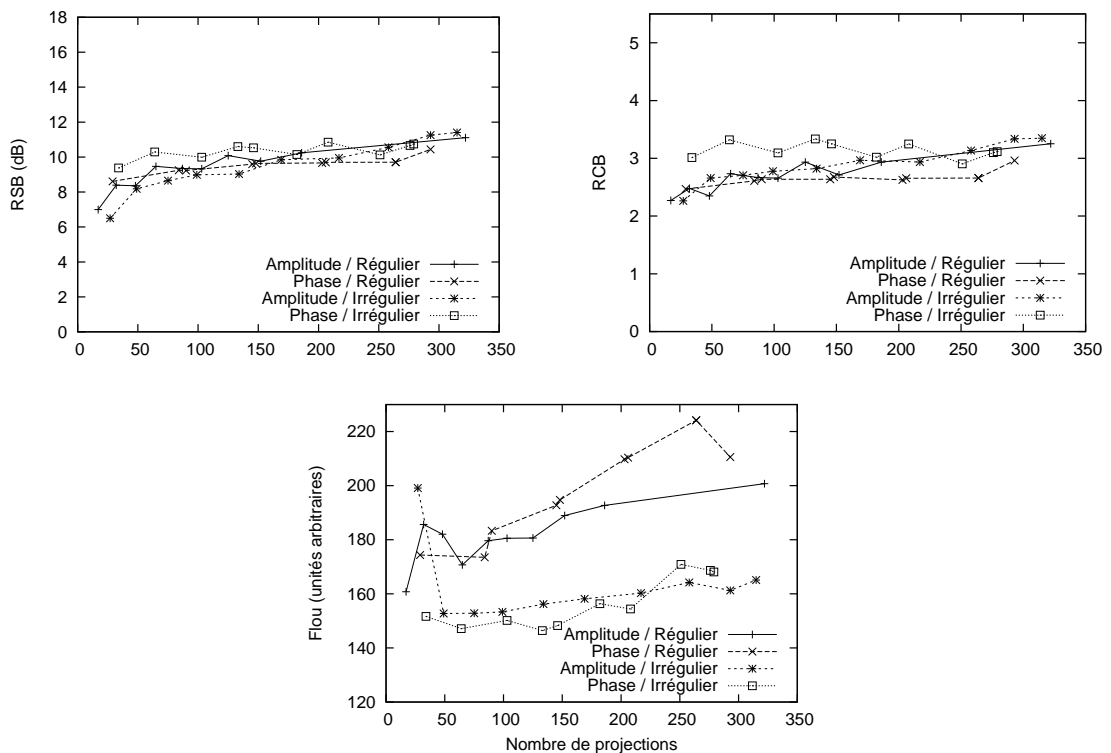 RSB (dB)
18
16
14
12
10
8
6
4
2
0
0 50 100 150 200 250 300 350
Amplitude / Régulier
Phase / Régulier
Amplitude / Irrégulier
Phase / Irrégulier
RCB
5
4
3
2
1
0
0 50 100 150 200 250 300 350
Amplitude / Régulier
Phase / Régulier
Amplitude / Irrégulier
Phase / Irrégulier
Flou (unités arbitraires)
220
200
180
160
140
120
0 50 100 150 200 250 300 350
Nombre de projections
Amplitude / Régulier
Phase / Régulier
Amplitude / Irrégulier
Phase / Irrégulier